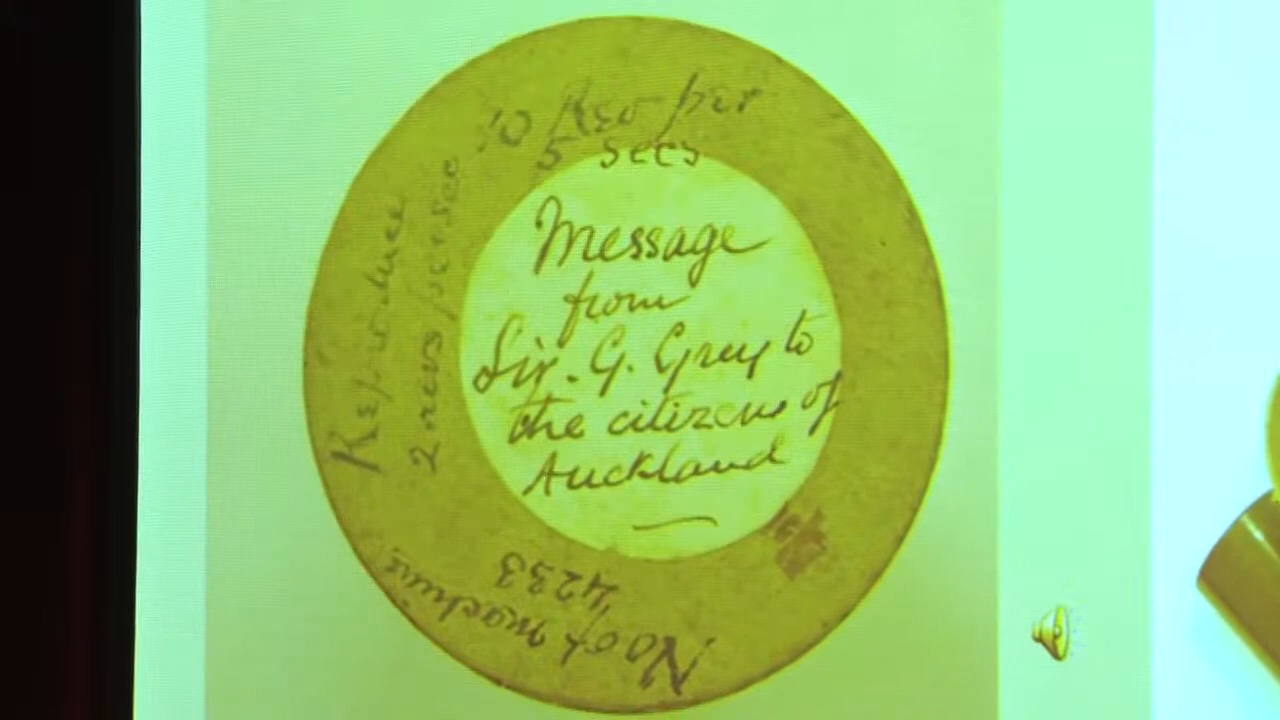 10 Rev per
5 secs
Reproduce
2 revs per sec
Message
from
Sir. G. Grey to
the citizens of
Auckland
No of machine
4233